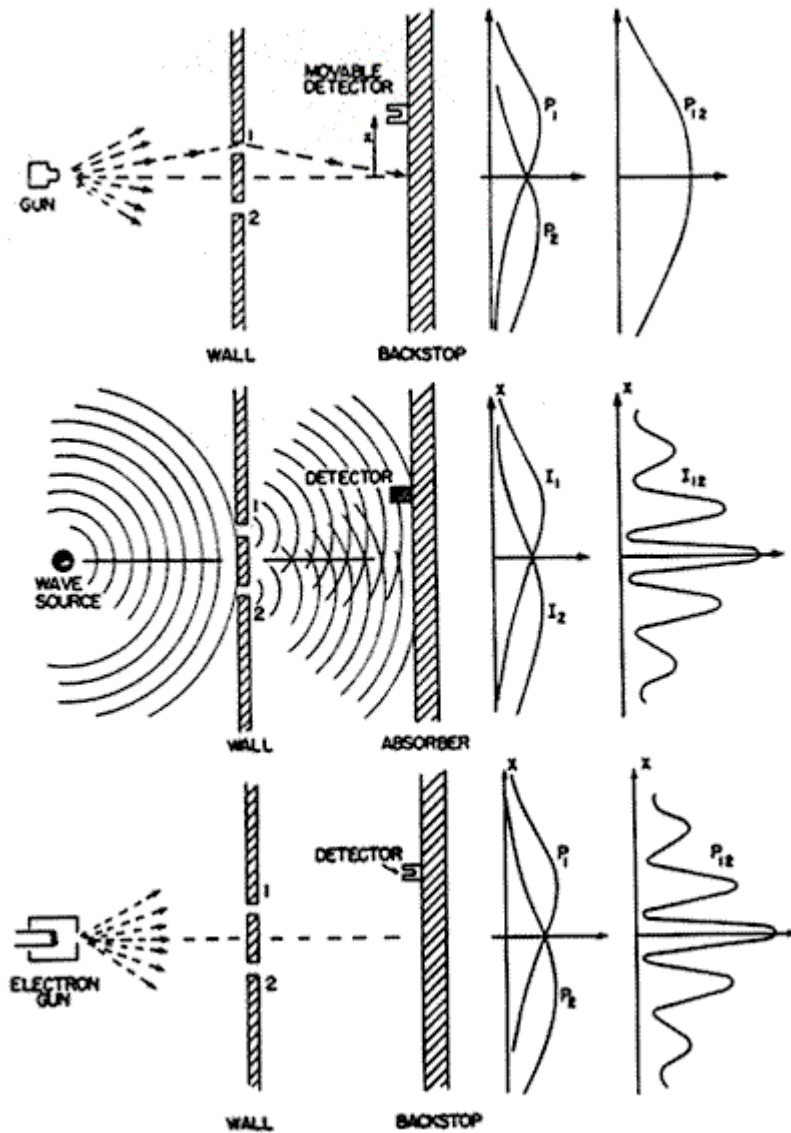 MOVABLE
DETECTOR
x
1
2
GUN
WALL
BACKSTOP
P₁
P₂
P₁₂
X
X
DETECTOR
1
2
WAVE
SOURCE
WALL
ABSORBER
I₁
I₂
I₁₂
X
X
DETECTOR
1
2
ELECTRON
GUN
WALL
BACKSTOP
P₁
P₂
P₁₂